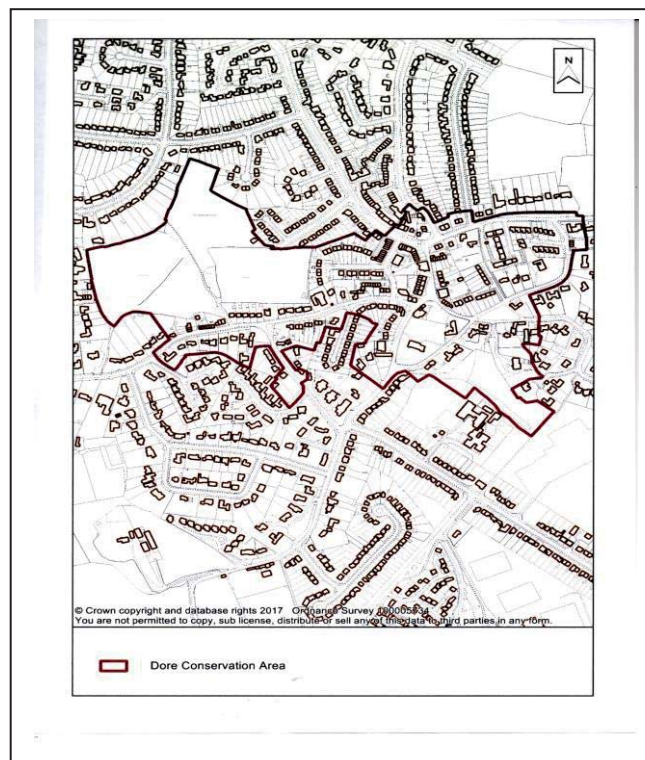 N
© Crown copyright and database rights 2017 Ordnance Survey 100005734
You are not permitted to copy, sub license, distribute or sell any of this data to third parties in any form.
Dore Conservation Area